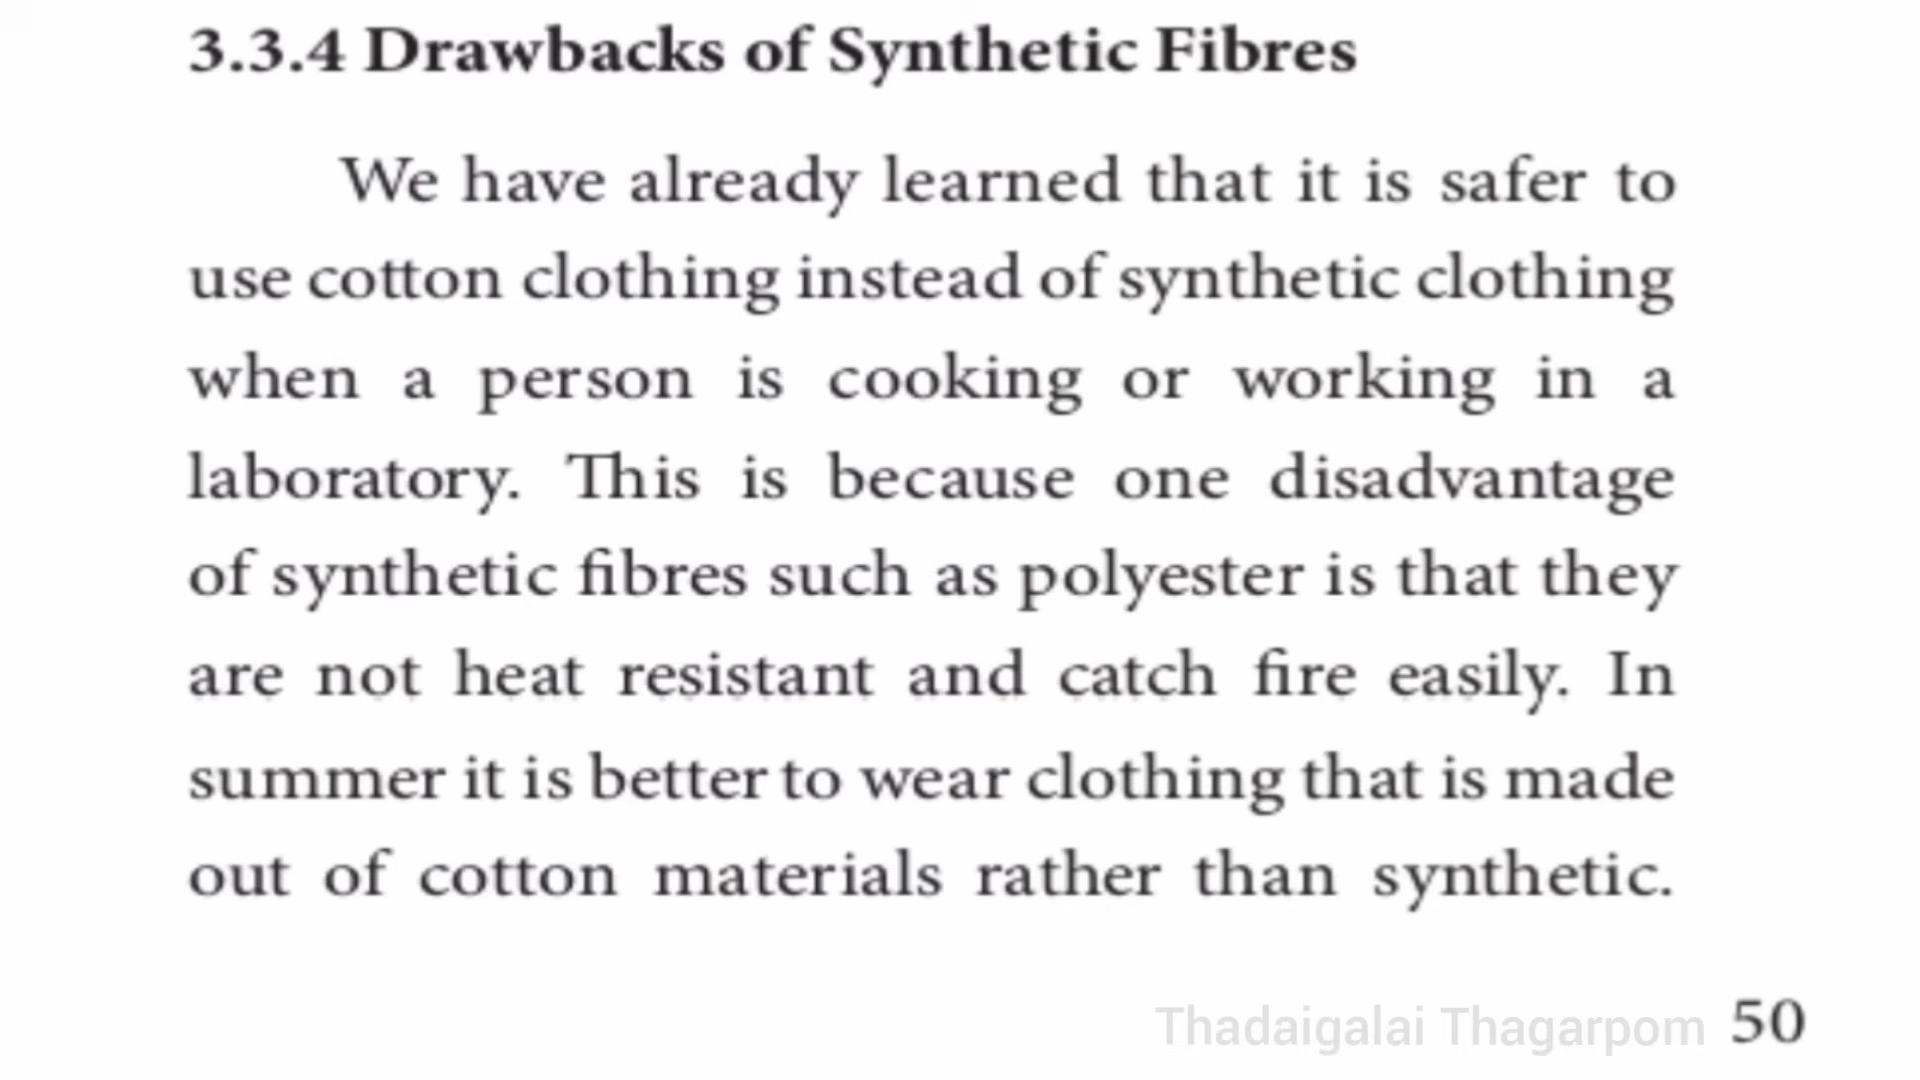 3.3.4 Drawbacks of Synthetic Fibres
We have already learned that it is safer to
use cotton clothing instead of synthetic clothing
when a person is cooking or working in a
laboratory. This is because one disadvantage
of synthetic fibres such as polyester is that they
are not heat resistant and catch fire easily. In
summer it is better to wear clothing that is made
out of cotton materials rather than synthetic.
Thadaigalai Thagarpom 50